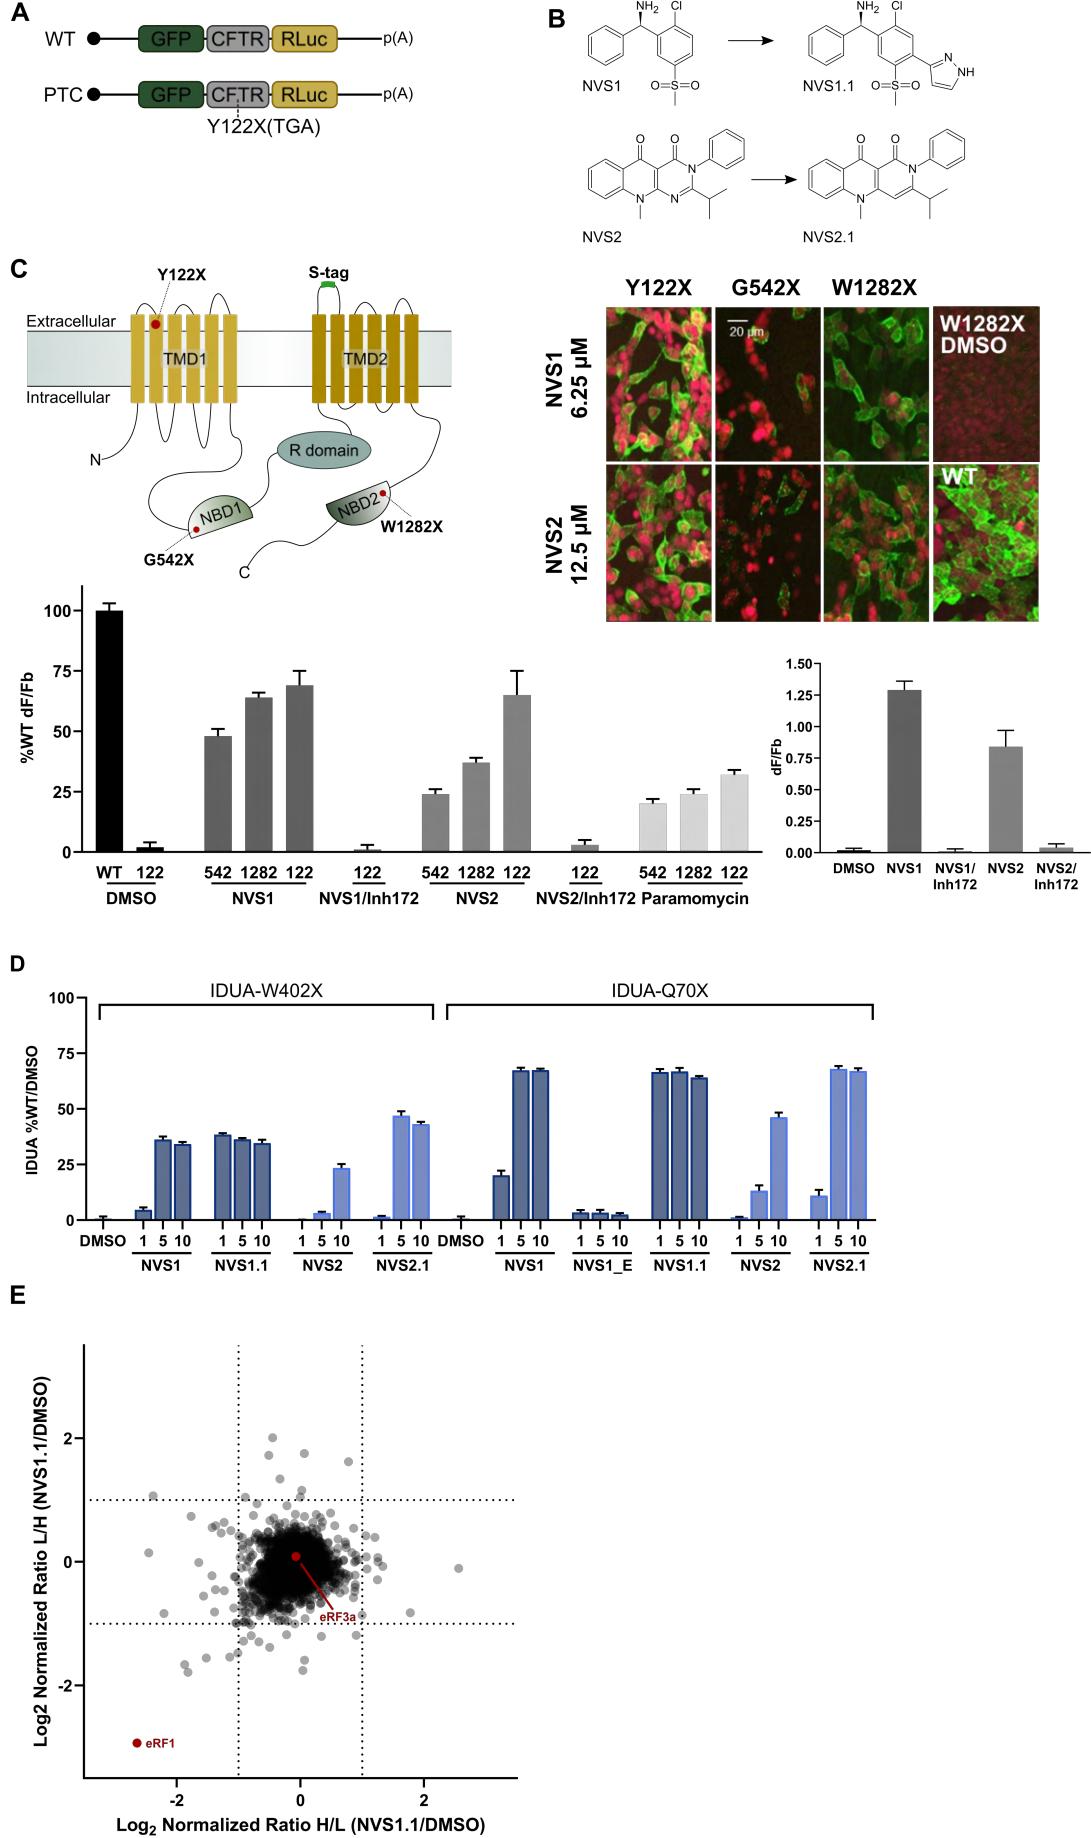 A
WT
GFP
CFTR
RLuc
p(A)
PTC
GFP
CFTR
RLuc
p(A)
Y122X(TGA)
B
NH2
Cl
O=S=O
NVS1
NH2
Cl
N
NH
O=S=O
NVS1.1
O
O
N
N
N
NVS2
O
O
N
N
NVS2.1
C
Y122X
S-tag
Extracellular
TMD1
TMD2
Intracellular
N
R domain
NBD1
NBD2
W1282X
G542X
C
Y122X
G542X
W1282X
20 µm
W1282X
DMSO
NVS1
6.25 µM
WT
NVS2
12.5 µM
%WT dF/Fb
100
75
50
25
0
WT 122
542 1282 122
122
542 1282 122
122
542 1282 122
DMSO
NVS1
NVS1/Inh172
NVS2
NVS2/Inh172
Paramomycin
dF/Fb
1.50
1.25
1.00
0.75
0.50
0.25
0.00
DMSO
NVS1
NVS1/
Inh172
NVS2
NVS2/
Inh172
D
IDUA-W402X
IDUA-Q70X
IDUA %WT/DMSO
100
75
50
25
0
DMSO
1 5 10
1 5 10
1 5 10
1 5 10
DMSO
1 5 10
1 5 10
1 5 10
1 5 10
1 5 10
NVS1
NVS1.1
NVS2
NVS2.1
NVS1
NVS1_E
NVS1.1
NVS2
NVS2.1
E
Log2 Normalized Ratio L/H (NVS1.1/DMSO)
2
0
-2
eRF3a
eRF1
-2
0
2
Log2 Normalized Ratio H/L (NVS1.1/DMSO)